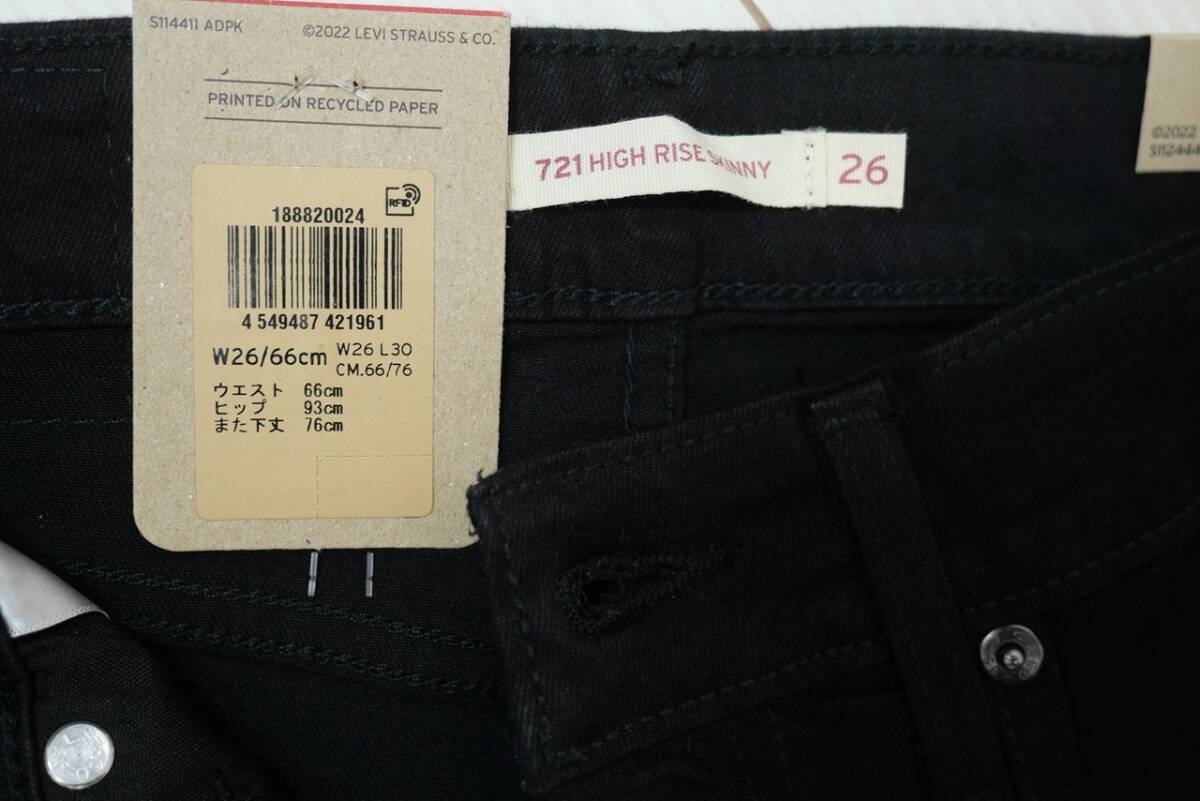 S114411 ADPK
©2022 LEVI STRAUSS & CO.
PRINTED ON RECYCLED PAPER
RFID
188820024
4 549487 421961
W26/66cm
W26 L30
CM.66/76
ウエスト 66cm
ヒップ 93cm
また下丈 76cm
721 HIGH RISE SKINNY
26
©2022
S112444